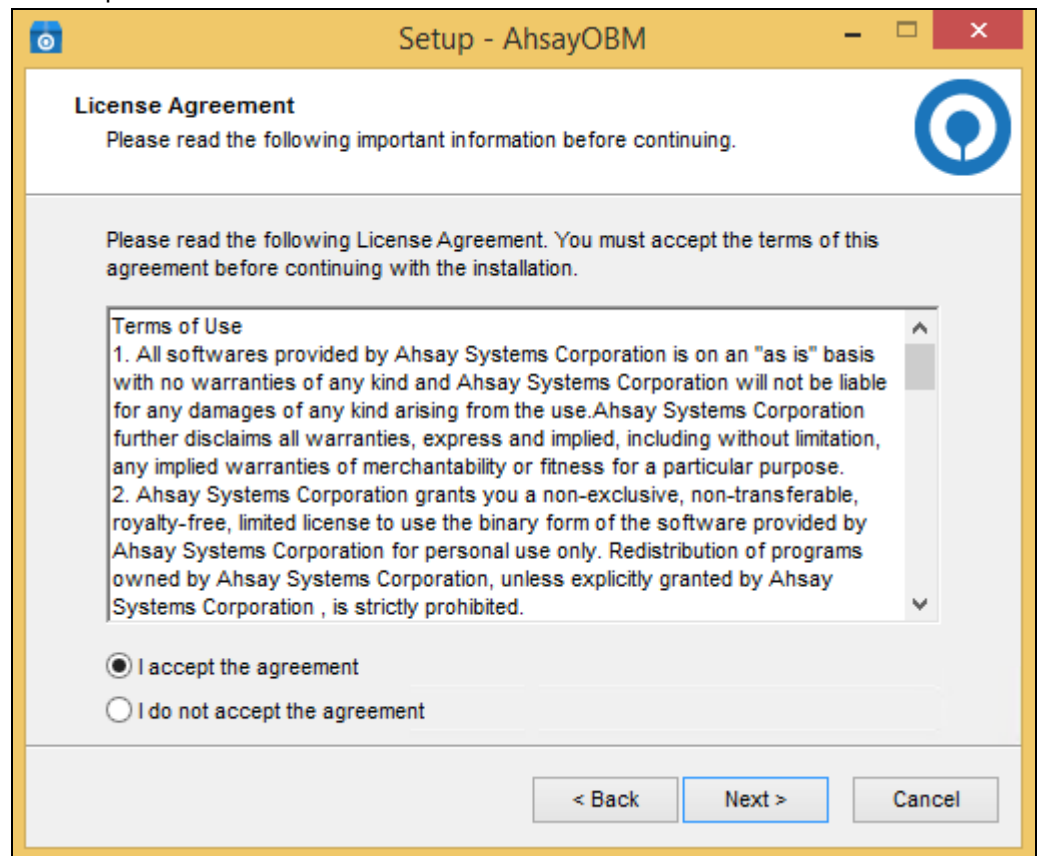 Setup - AhsayOBM
License Agreement
Please read the following important information before continuing.
Please read the following License Agreement. You must accept the terms of this
agreement before continuing with the installation.
Terms of Use
1. All softwares provided by Ahsay Systems Corporation is on an "as is" basis
with no warranties of any kind and Ahsay Systems Corporation will not be liable
for any damages of any kind arising from the use.Ahsay Systems Corporation
further disclaims all warranties, express and implied, including without limitation,
any implied warranties of merchantability or fitness for a particular purpose.
2. Ahsay Systems Corporation grants you a non-exclusive, non-transferable,
royalty-free, limited license to use the binary form of the software provided by
Ahsay Systems Corporation for personal use only. Redistribution of programs
owned by Ahsay Systems Corporation, unless explicitly granted by Ahsay
Systems Corporation , is strictly prohibited.
I accept the agreement
I do not accept the agreement
< Back Next > Cancel